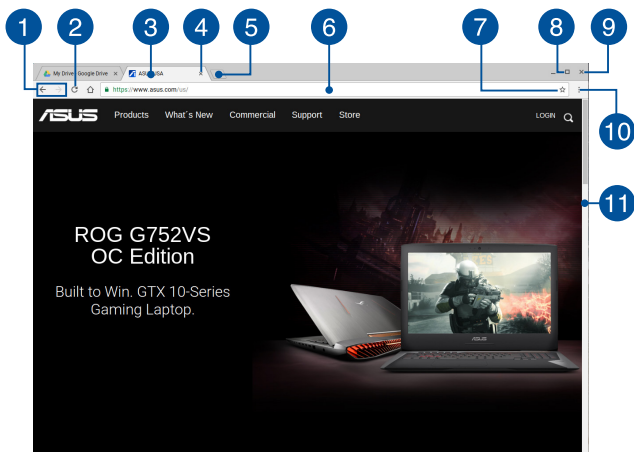 1 2 3 4 5 6 7 8 9
My Drive - Google Drive ASUS USA
https://www.asus.com/us/
10
ASUS Products What's New Commercial Support Store LOGIN
11
ROG G752VS
OC Edition
Built to Win. GTX 10-Series
Gaming Laptop.
ASUS